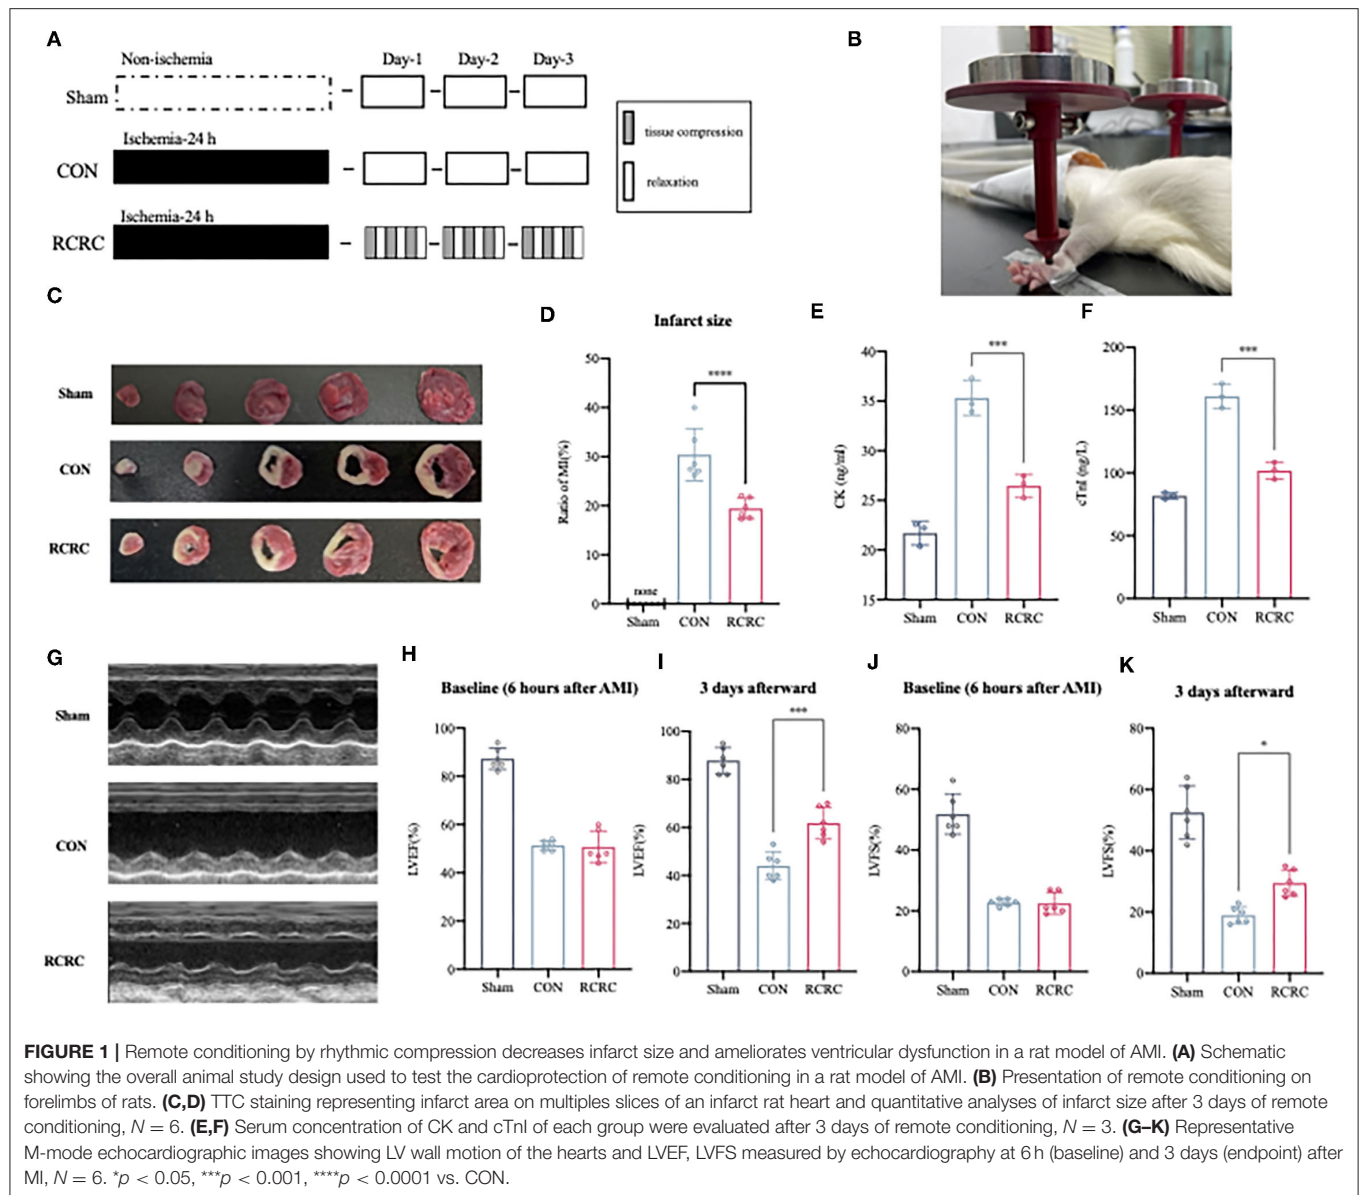 A
Non-ischemia
Day-1
Day-2
Day-3
Sham
Ischemia-24 h
CON
Ischemia-24 h
RCRC
tissue compression
relaxation
B
C
Sham
CON
RCRC
D
Infarct size
Ratio of MI(%)
50
40
30
20
10
0
****
none
Sham
CON
RCRC
E
CK (ng/ml)
40
35
30
25
20
15
***
Sham
CON
RCRC
F
cTnI (ng/L)
200
150
100
50
0
***
Sham
CON
RCRC
G
Sham
CON
RCRC
H
Baseline (6 hours after AMI)
LVEF(%)
100
80
60
40
20
0
Sham
CON
RCRC
I
3 days afterward
LVEF(%)
100
80
60
40
20
0
***
Sham
CON
RCRC
J
Baseline (6 hours after AMI)
LVFS(%)
80
60
40
20
0
Sham
CON
RCRC
K
3 days afterward
LVFS(%)
80
60
40
20
0
*
Sham
CON
RCRC
FIGURE 1 | Remote conditioning by rhythmic compression decreases infarct size and ameliorates ventricular dysfunction in a rat model of AMI. (A) Schematic
showing the overall animal study design used to test the cardioprotection of remote conditioning in a rat model of AMI. (B) Presentation of remote conditioning on
forelimbs of rats. (C,D) TTC staining representing infarct area on multiples slices of an infarct rat heart and quantitative analyses of infarct size after 3 days of remote
conditioning, N = 6. (E,F) Serum concentration of CK and cTnI of each group were evaluated after 3 days of remote conditioning, N = 3. (G–K) Representative
M-mode echocardiographic images showing LV wall motion of the hearts and LVEF, LVFS measured by echocardiography at 6 h (baseline) and 3 days (endpoint) after
MI, N = 6. *p < 0.05, ***p < 0.001, ****p < 0.0001 vs. CON.